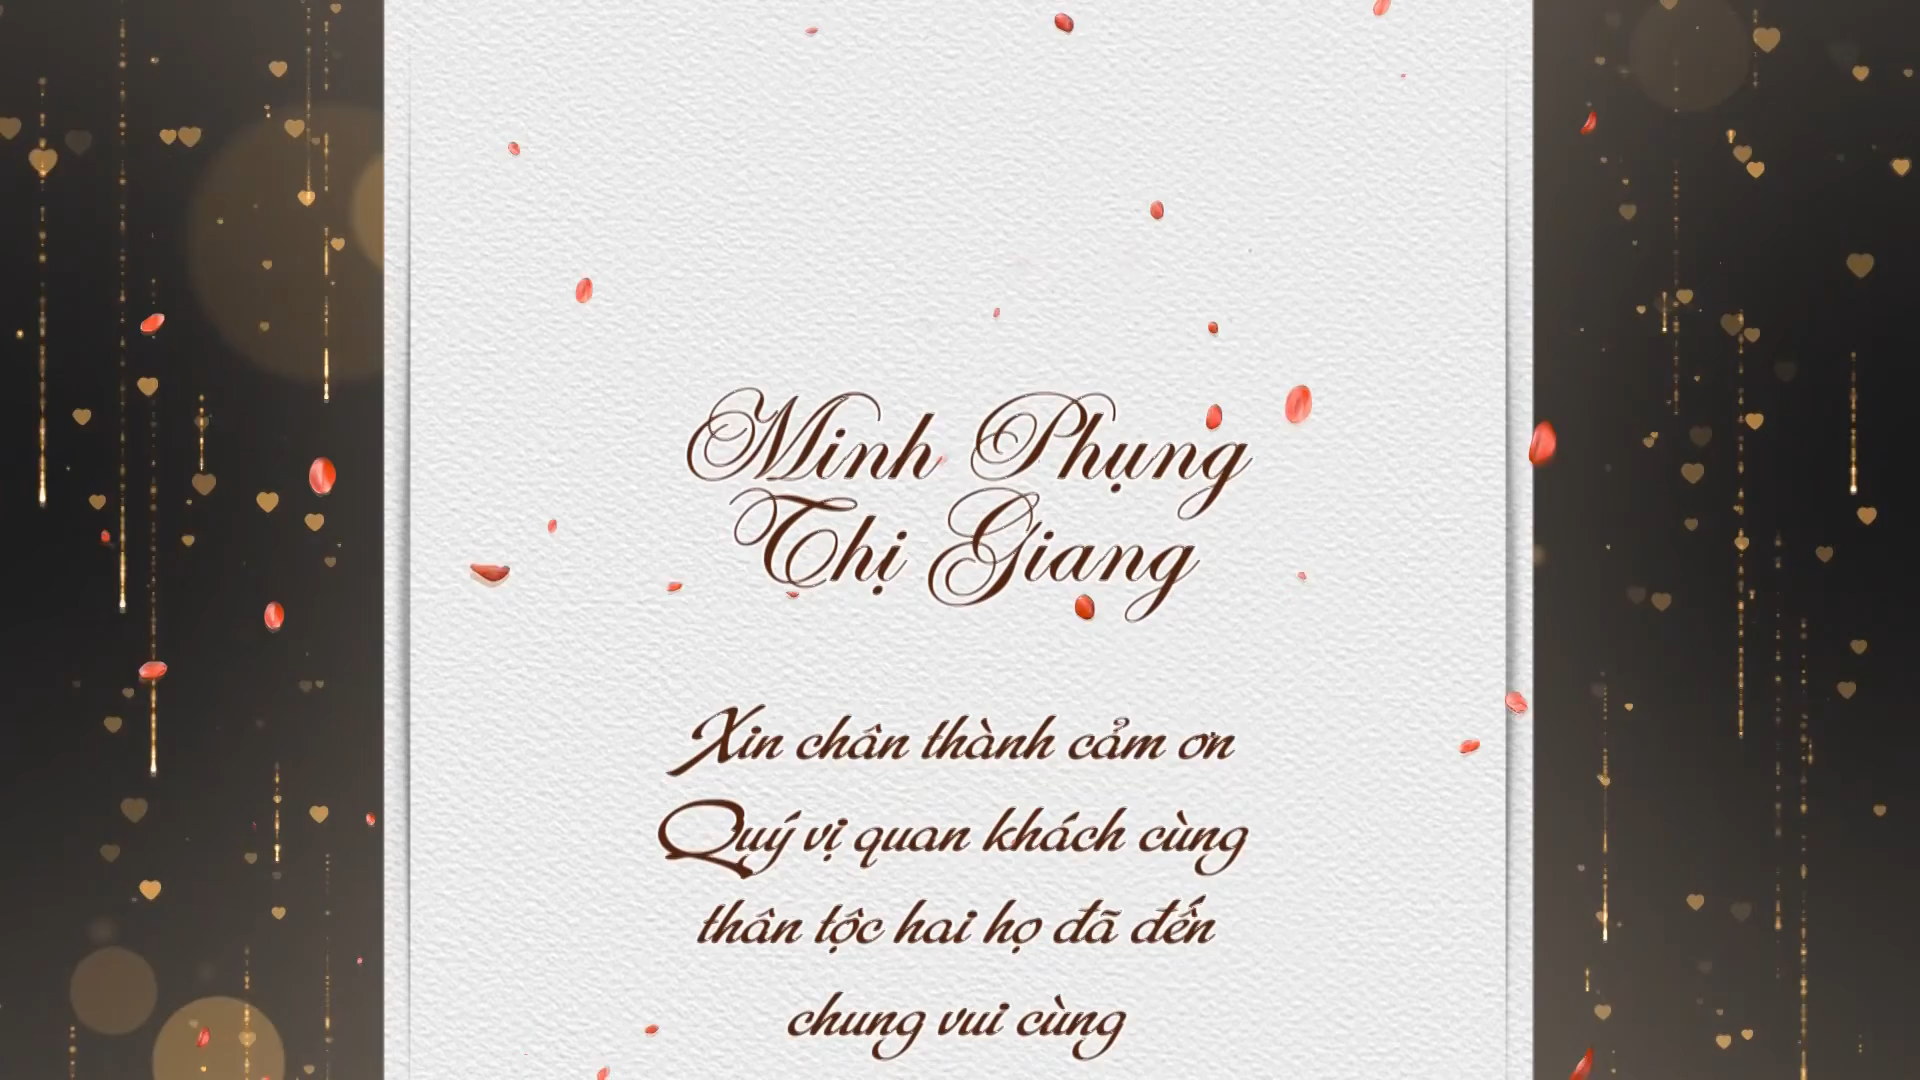 Minh Phụng
Thị Giang
Xin chân thành cảm ơn
Quý vị quan khách cùng
thân tộc hai họ đã đến
chung vui cùng